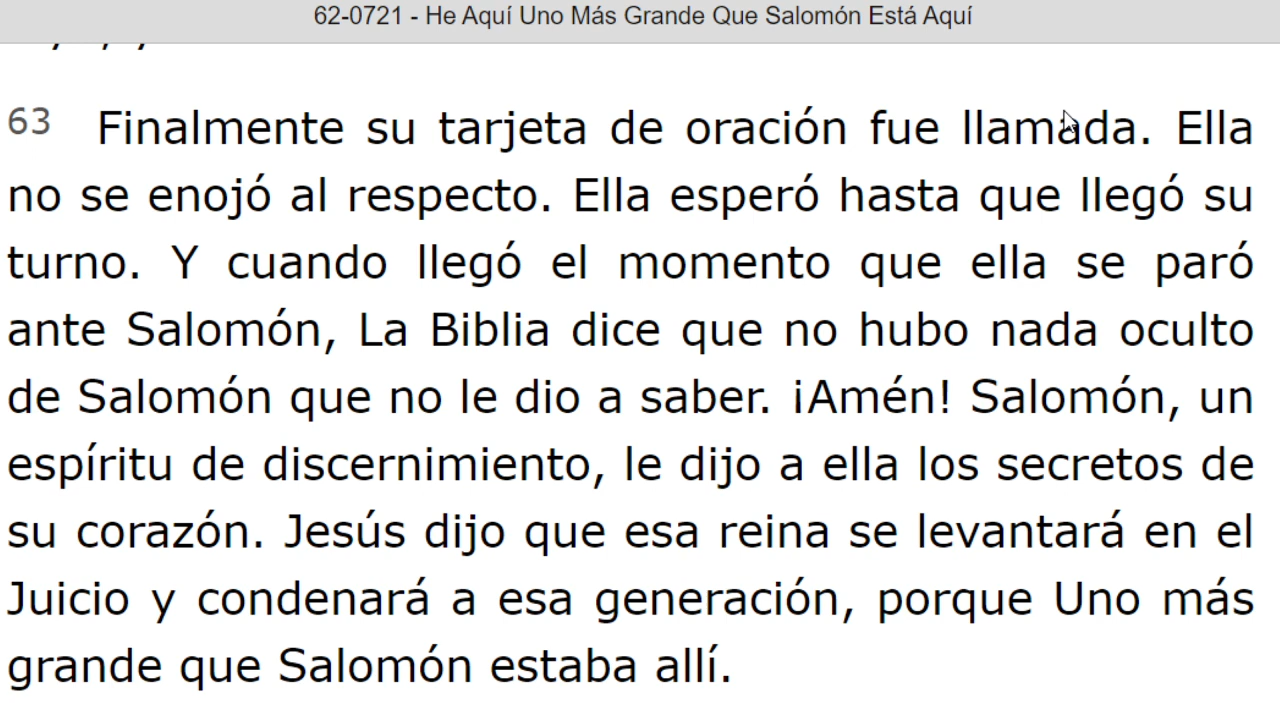 62-0721 - He Aquí Uno Más Grande Que Salomón Está Aquí
63 Finalmente su tarjeta de oración fue llamada. Ella
no se enojó al respecto. Ella esperó hasta que llegó su
turno. Y cuando llegó el momento que ella se paró
ante Salomón, La Biblia dice que no hubo nada oculto
de Salomón que no le dio a saber. ¡Amén! Salomón, un
espíritu de discernimiento, le dijo a ella los secretos de
su corazón. Jesús dijo que esa reina se levantará en el
Juicio y condenará a esa generación, porque Uno más
grande que Salomón estaba allí.